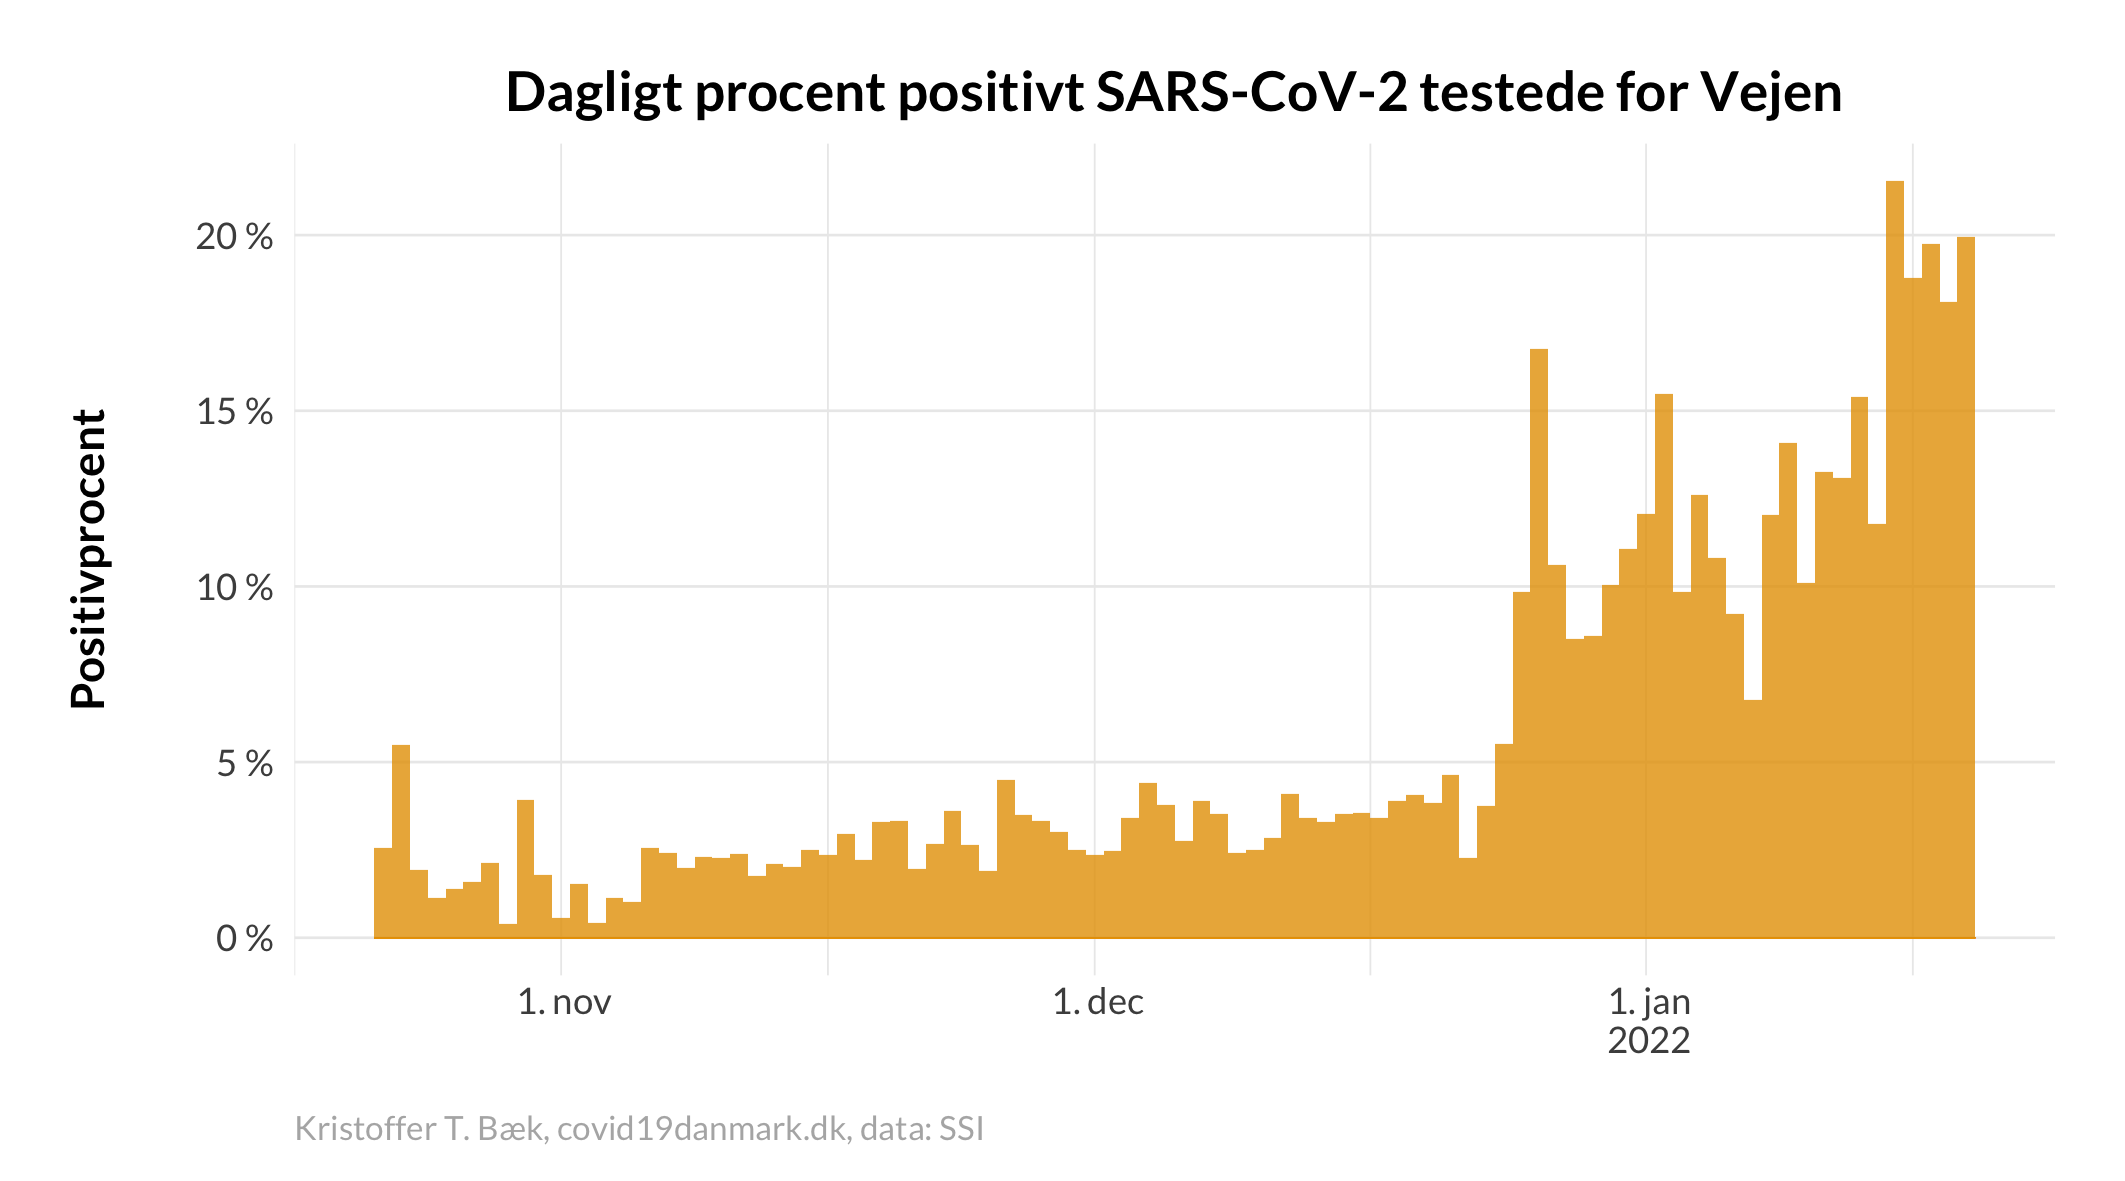 Dagligt procent positivt SARS-CoV-2 testede for Vejen
Positivprocent
20 %
15 %
10 %
5 %
0 %
1. nov
1. dec
1. jan
2022
Kristoffer T. Bæk, covid19danmark.dk, data: SSI